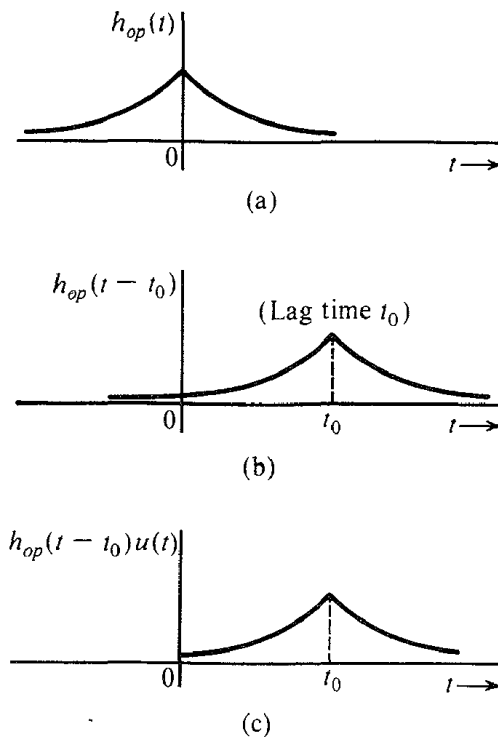 h_op(t)
0
t →
(a)
h_op(t − t_0)
(Lag time t_0)
0
t_0
t →
(b)
h_op(t − t_0)u(t)
0
t_0
t →
(c)